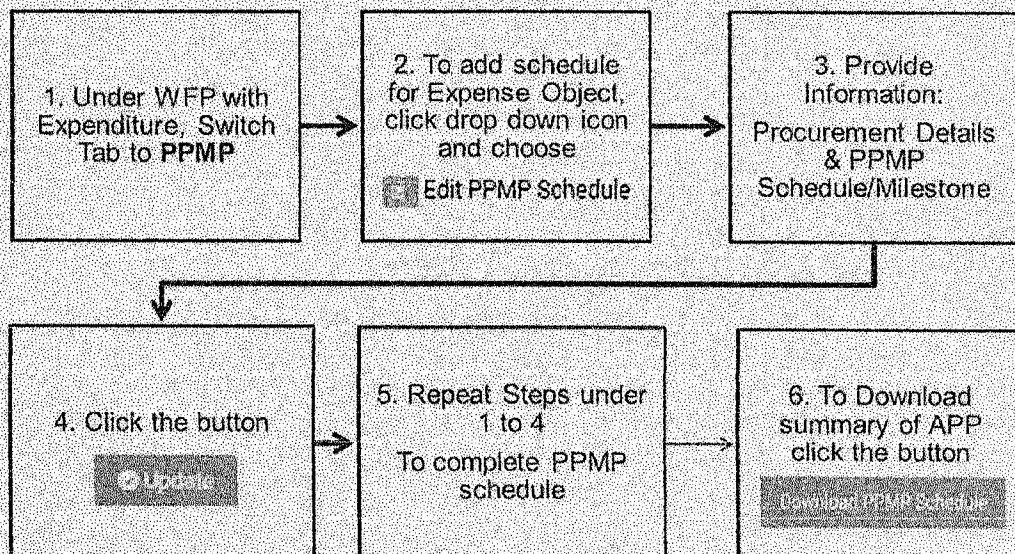 1. Under WFP with
Expenditure, Switch
Tab to PPMP
2. To add schedule
for Expense Object,
click drop down icon
and choose
Edit PPMP Schedule
3. Provide
Information:
Procurement Details
& PPMP
Schedule/Milestone
4. Click the button
Update
5. Repeat Steps under
1 to 4
To complete PPMP
schedule
6. To Download
summary of APP
click the button
Download PPMP Schedule